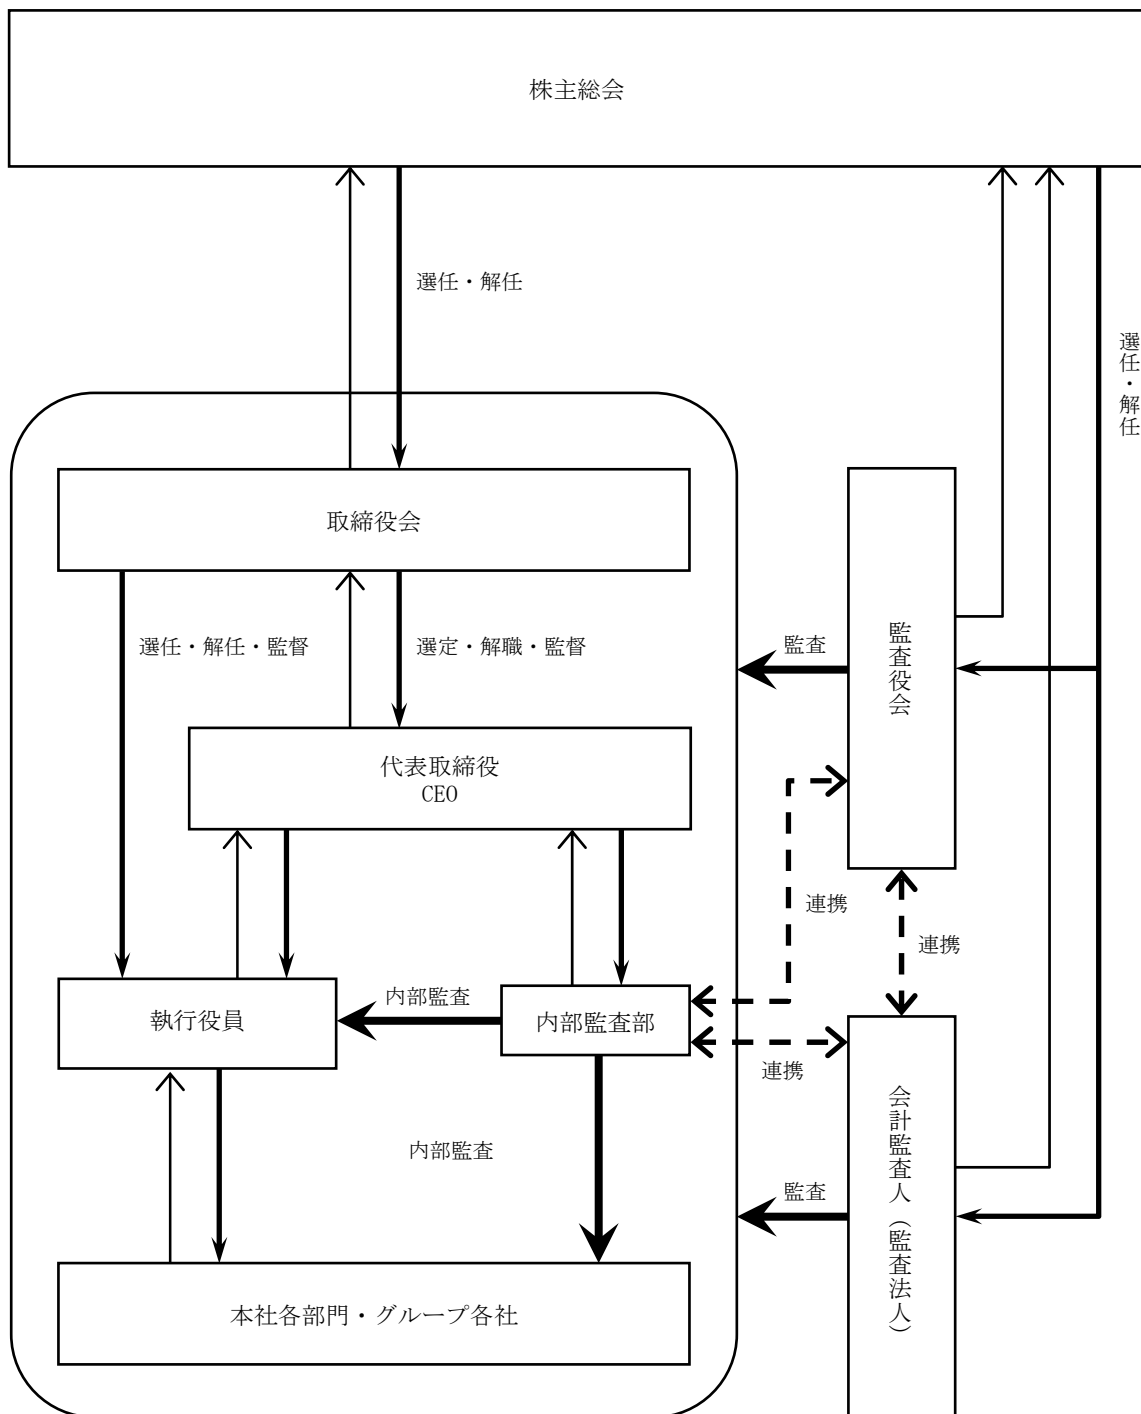 株主総会
選任・解任
選任・解任
取締役会
選任・解任・監督
選定・解職・監督
監査
監査役会
代表取締役
CEO
連携
連携
執行役員
内部監査
内部監査部
連携
内部監査
監査
会計監査人（監査法人）
本社各部門・グループ各社